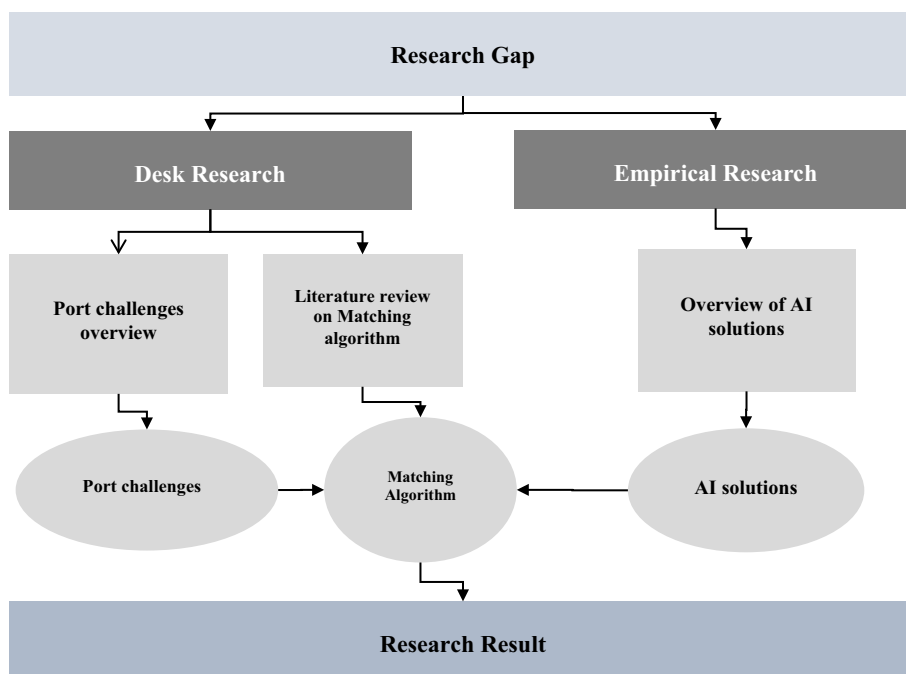 Research Gap
Desk Research
Empirical Research
Port challenges
overview
Literature review
on Matching
algorithm
Overview of AI
solutions
Port challenges
Matching
Algorithm
AI solutions
Research Result